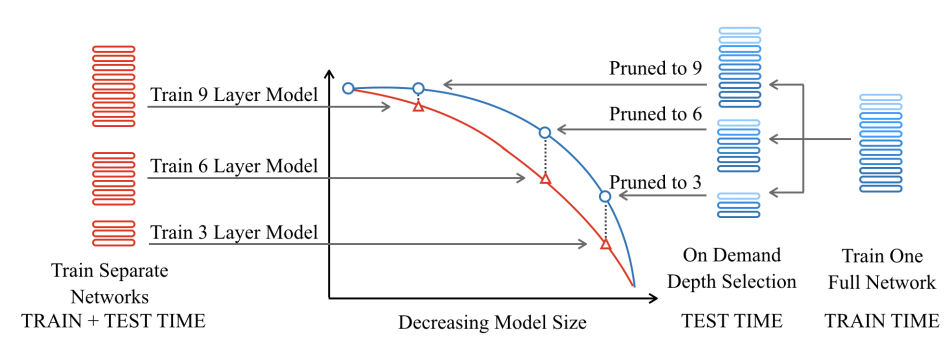 Train 9 Layer Model
Train 6 Layer Model
Train 3 Layer Model
Train Separate
Networks
TRAIN + TEST TIME
Decreasing Model Size
Pruned to 9
Pruned to 6
Pruned to 3
On Demand
Depth Selection
TEST TIME
Train One
Full Network
TRAIN TIME